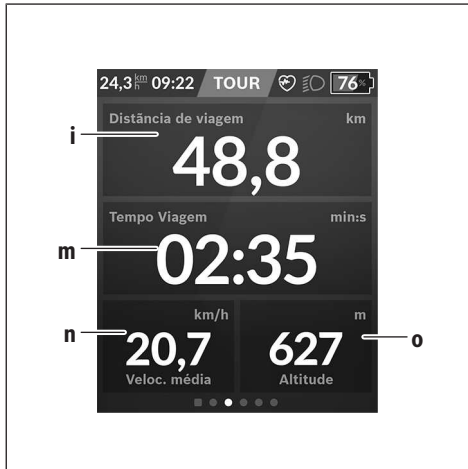 24,3 km/h 09:22 TOUR 76%
Distância de viagem km
i
48,8
Tempo Viagem min:s
m
02:35
km/h m
n 20,7 627 o
Veloc. média Altitude